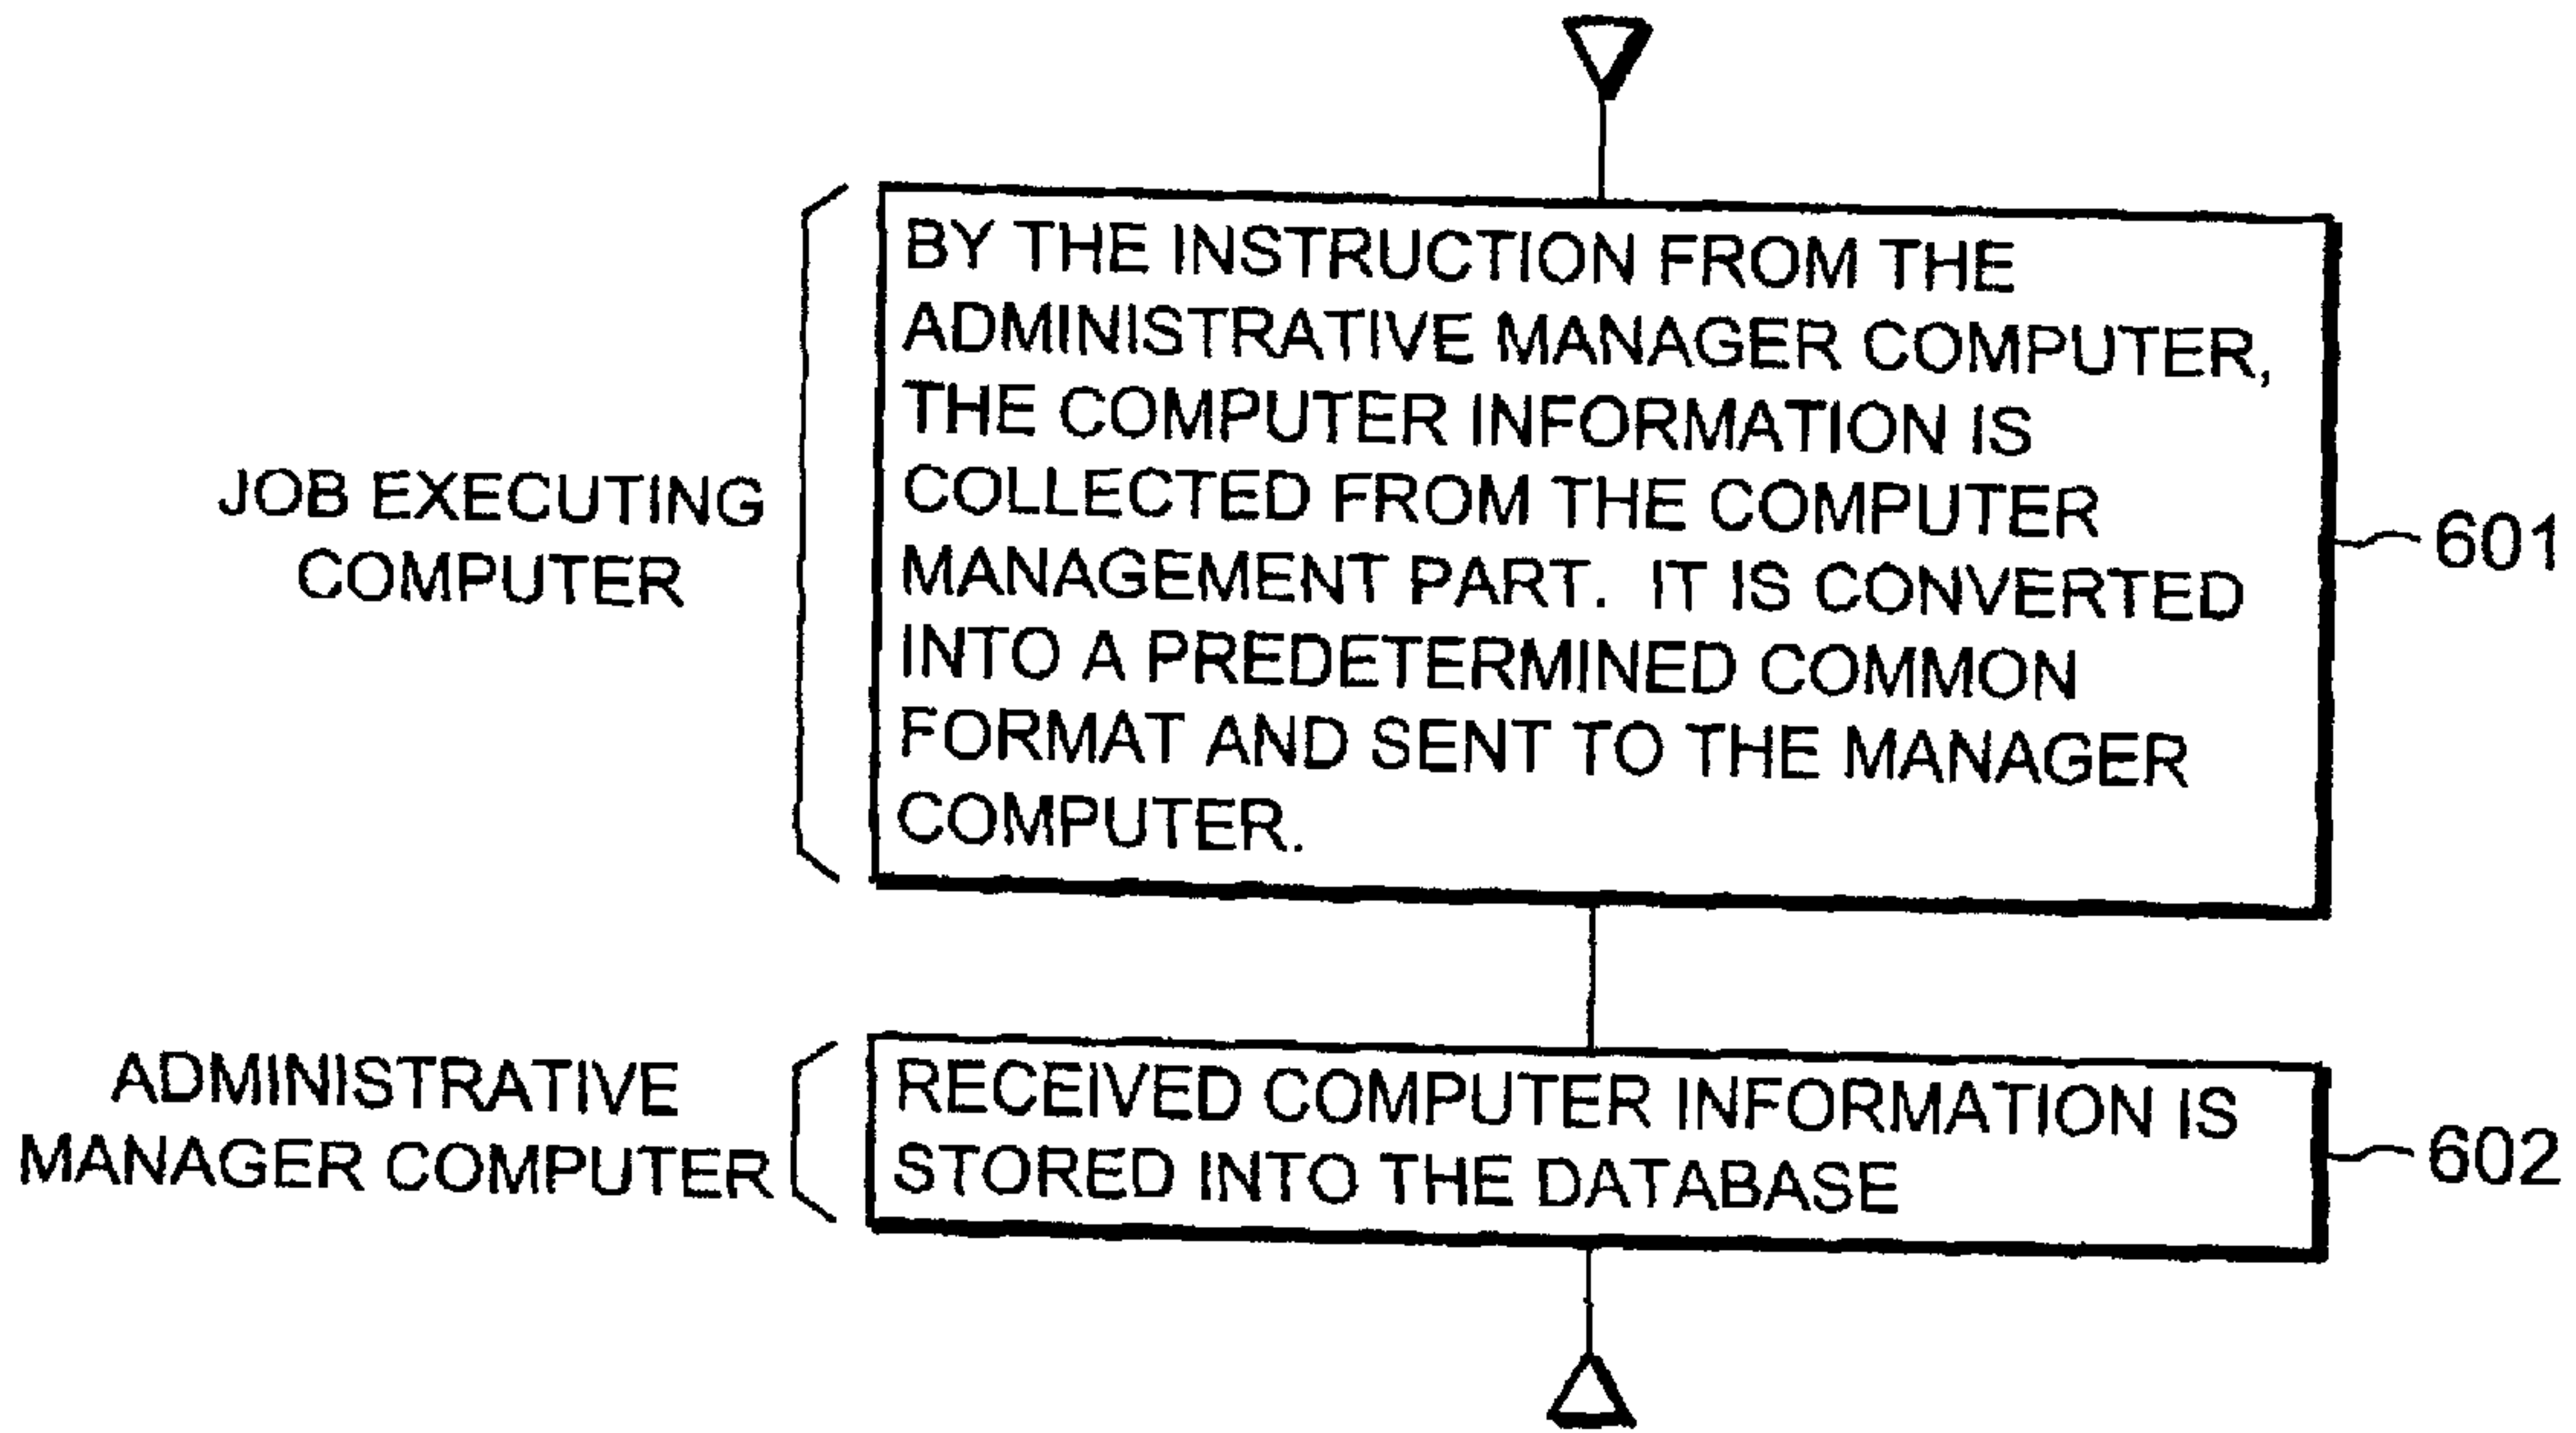 BY THE INSTRUCTION FROM THE
ADMINISTRATIVE MANAGER COMPUTER,
THE COMPUTER INFORMATION IS
COLLECTED FROM THE COMPUTER
MANAGEMENT PART. IT IS CONVERTED
INTO A PREDETERMINED COMMON
FORMAT AND SENT TO THE MANAGER
COMPUTER.
JOB EXECUTING
COMPUTER
601
ADMINISTRATIVE
MANAGER COMPUTER
RECEIVED COMPUTER INFORMATION IS
STORED INTO THE DATABASE
602